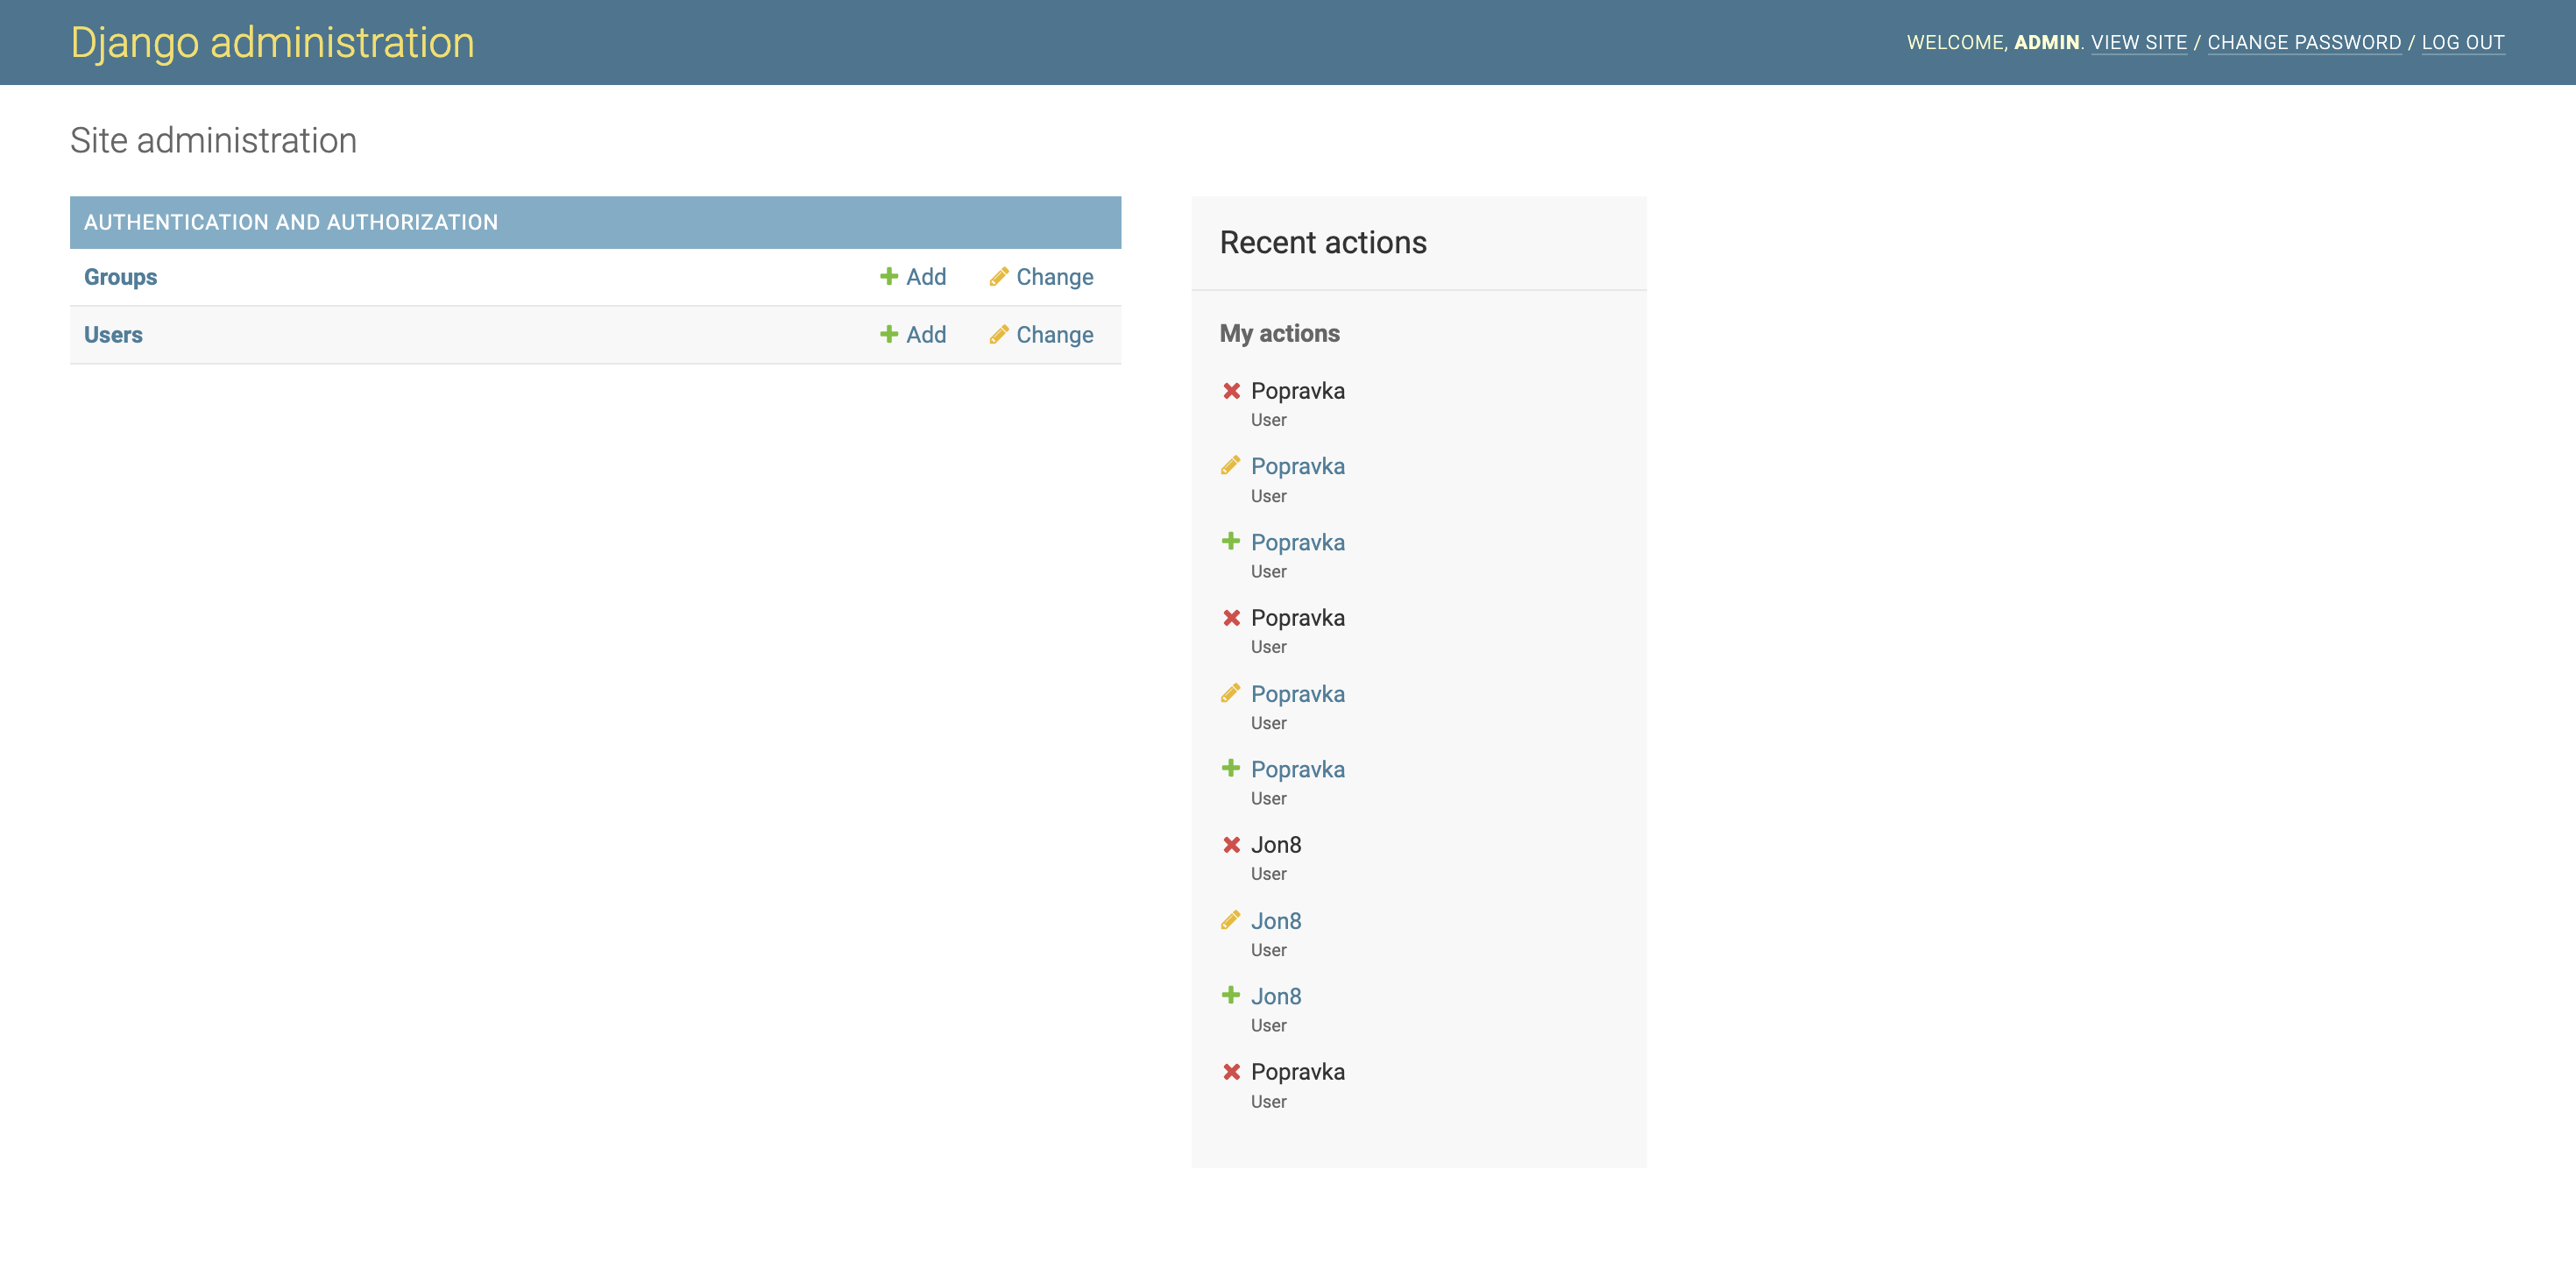 Django administration
WELCOME, ADMIN. VIEW SITE / CHANGE PASSWORD / LOG OUT
Site administration
AUTHENTICATION AND AUTHORIZATION
Groups Add Change
Users Add Change
Recent actions
My actions
Popravka
User
Popravka
User
Popravka
User
Popravka
User
Popravka
User
Popravka
User
Jon8
User
Jon8
User
Jon8
User
Popravka
User